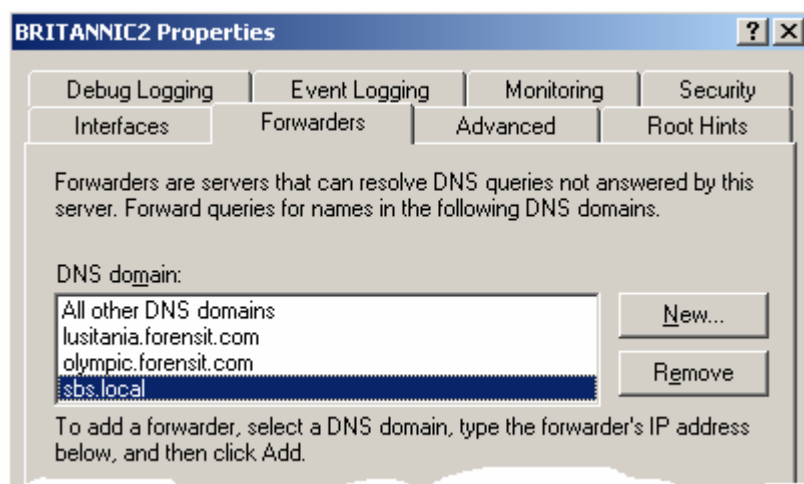 BRITANNIC2 Properties
Debug Logging Event Logging Monitoring Security
Interfaces Forwarders Advanced Root Hints
Forwarders are servers that can resolve DNS queries not answered by this
server. Forward queries for names in the following DNS domains.
DNS domain:
All other DNS domains
lusitania.forensit.com
olympic.forensit.com
sbs.local
New...
Remove
To add a forwarder, select a DNS domain, type the forwarder's IP address
below, and then click Add.